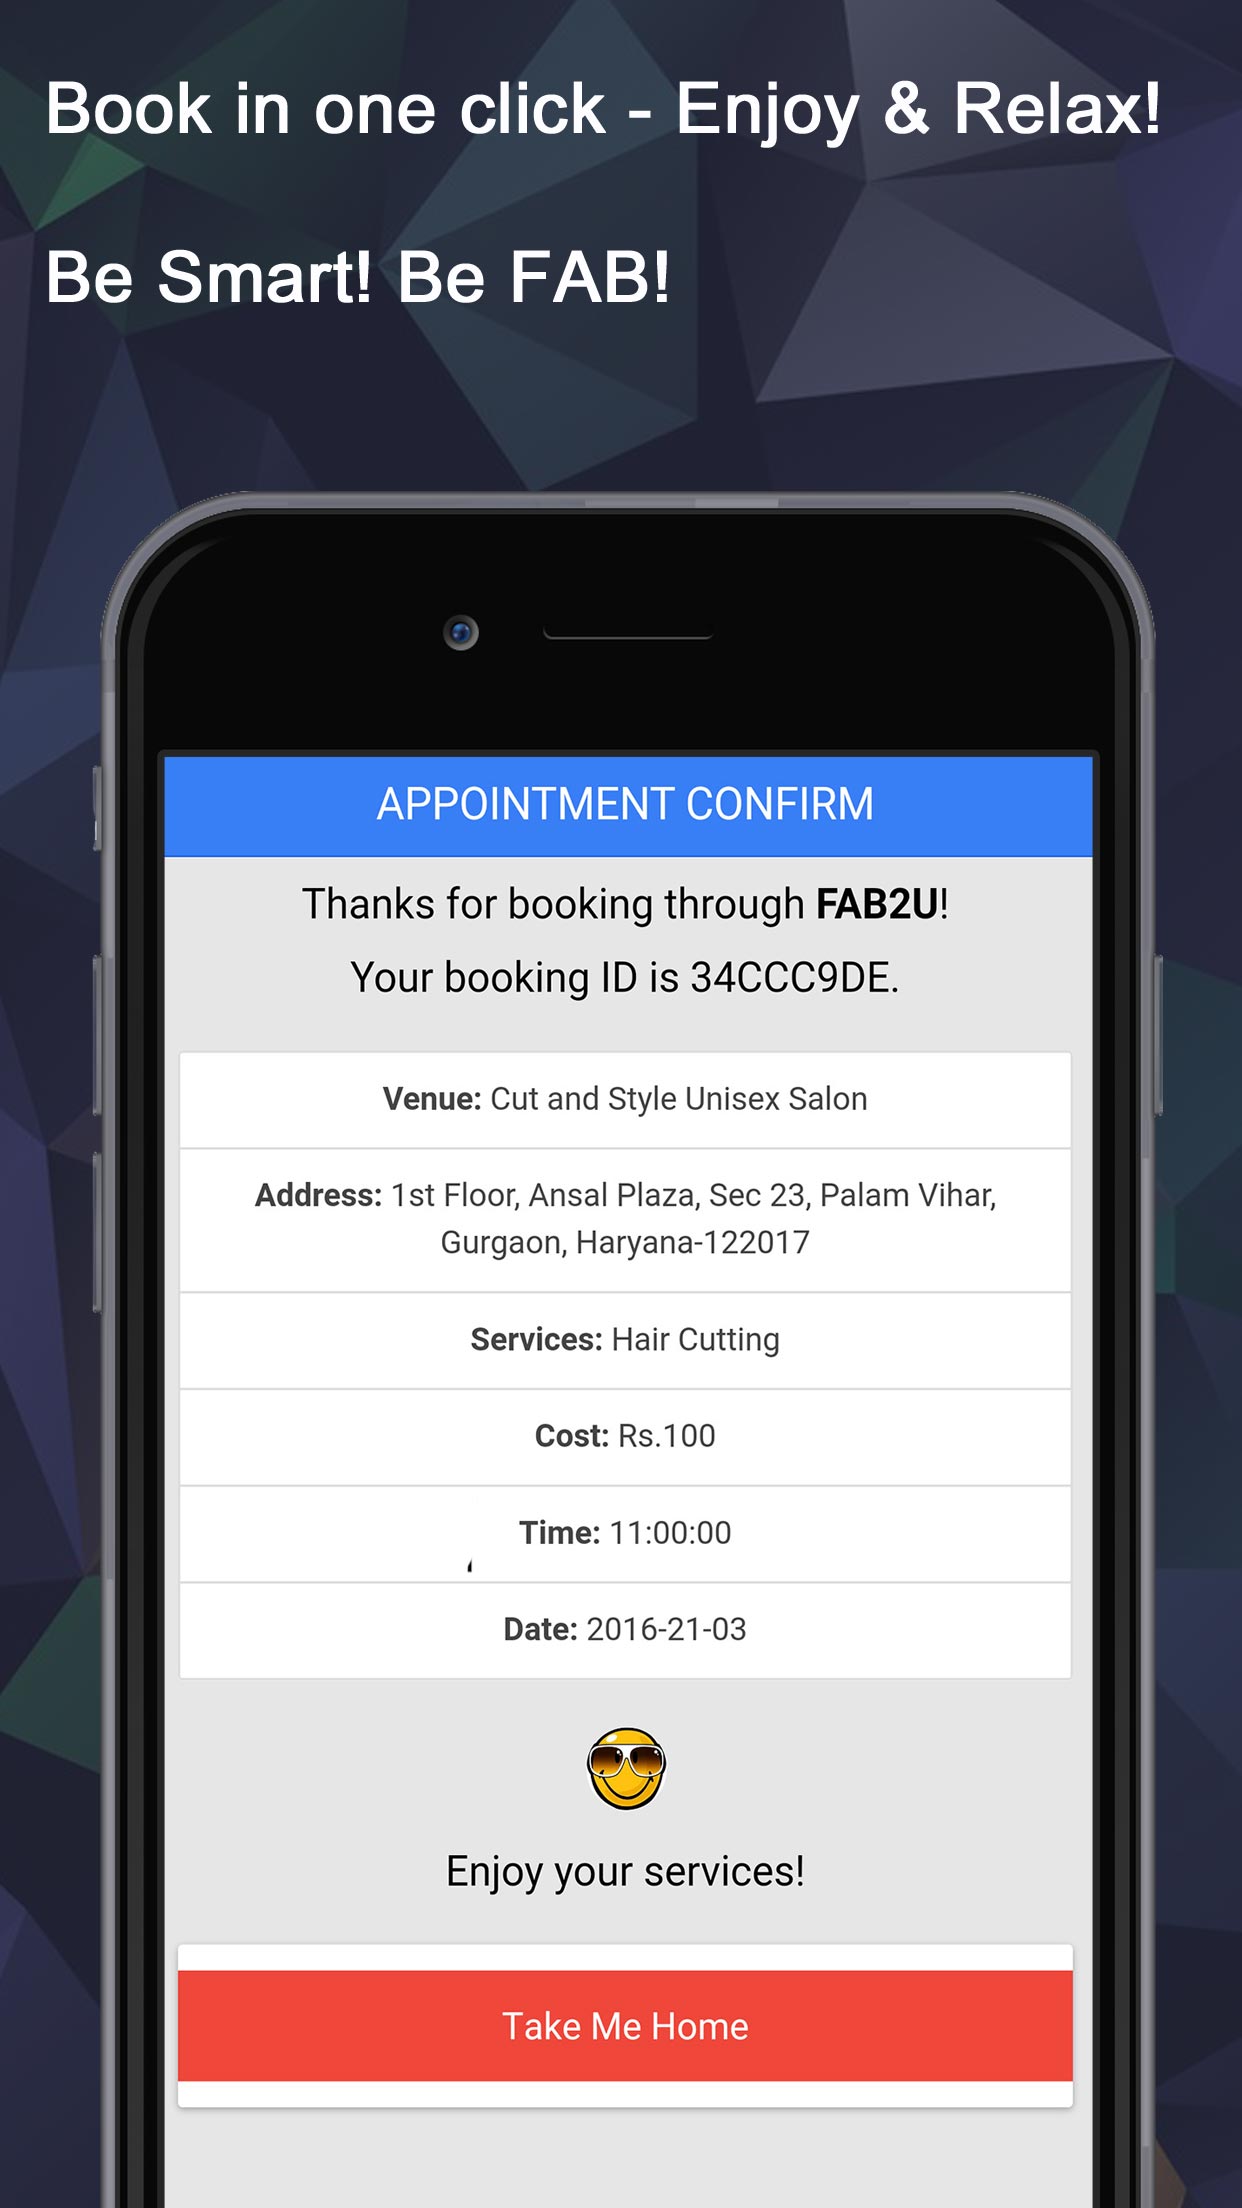 Book in one click - Enjoy & Relax!
Be Smart! Be FAB!
APPOINTMENT CONFIRM
Thanks for booking through FAB2U!
Your booking ID is 34CCC9DE.
Venue: Cut and Style Unisex Salon
Address: 1st Floor, Ansal Plaza, Sec 23, Palam Vihar,
Gurgaon, Haryana-122017
Services: Hair Cutting
Cost: Rs.100
Time: 11:00:00
Date: 2016-21-03
Enjoy your services!
Take Me Home